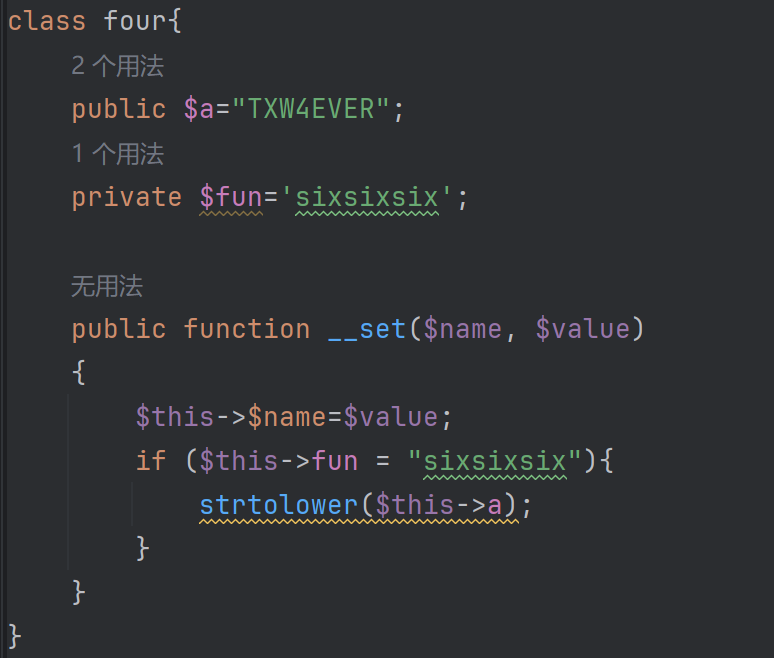 class four{
2 个用法
public $a="TXW4EVER";
1 个用法
private $fun='sixsixsix';
无用法
public function __set($name, $value)
{
$this->$name=$value;
if ($this->fun = "sixsixsix"){
strtolower($this->a);
}
}
}